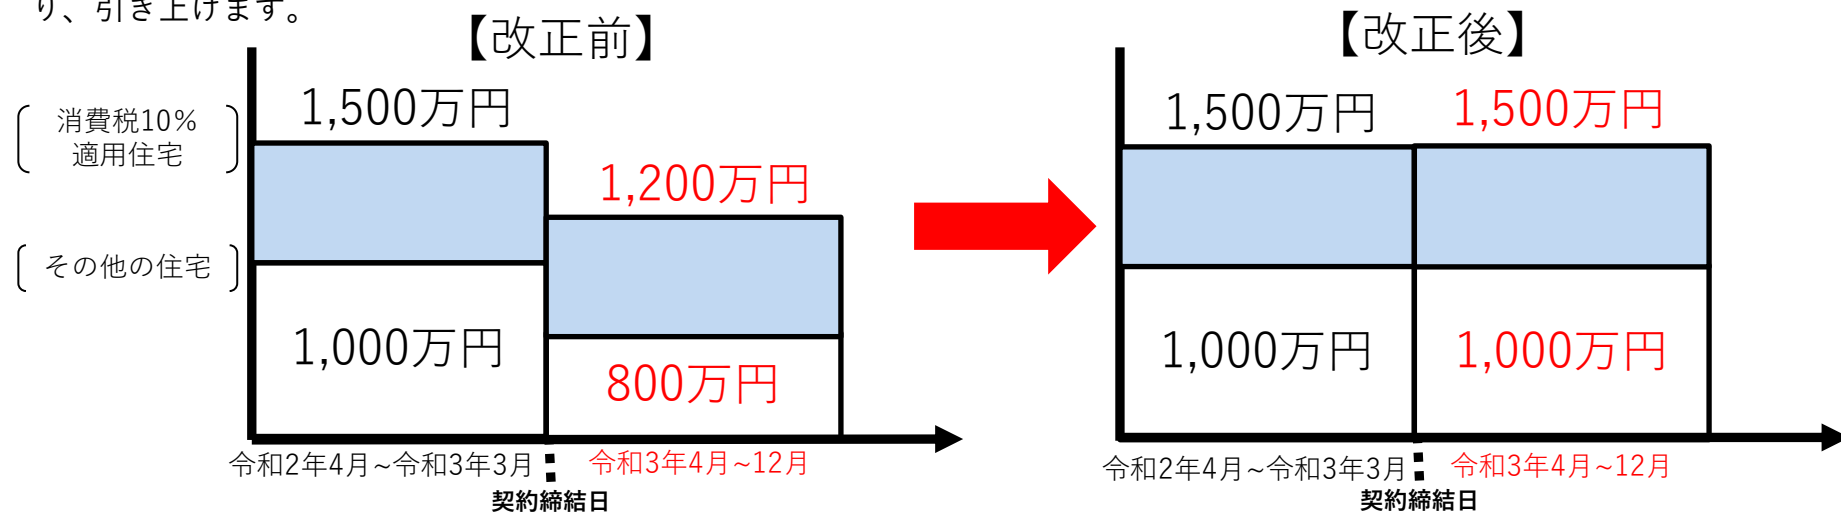 り、引き上げます。
【改正前】
消費税10%
適用住宅
その他の住宅
1,500万円
1,200万円
1,000万円
800万円
令和2年4月~令和3年3月
令和3年4月~12月
契約締結日
【改正後】
1,500万円
1,500万円
1,000万円
1,000万円
令和2年4月~令和3年3月
令和3年4月~12月
契約締結日